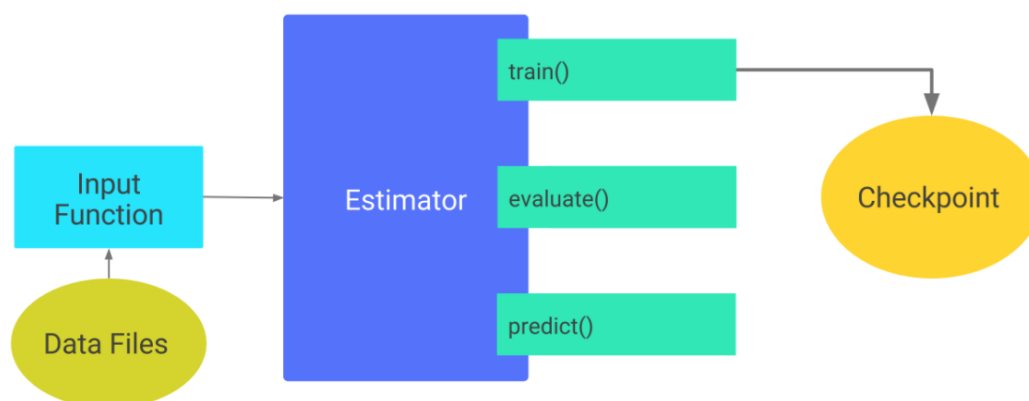 train()
Input
Function
Estimator
evaluate()
Checkpoint
Data Files
predict()